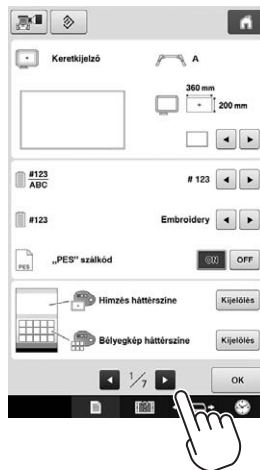 Keretkijelző A
360 mm
200 mm
#123
ABC
# 123
#123
Embroidery
PES
„PES" szálkód
ON OFF
Hímzés háttérszíne Kijelölés
Bélyegkép háttérszíne Kijelölés
1/7
OK